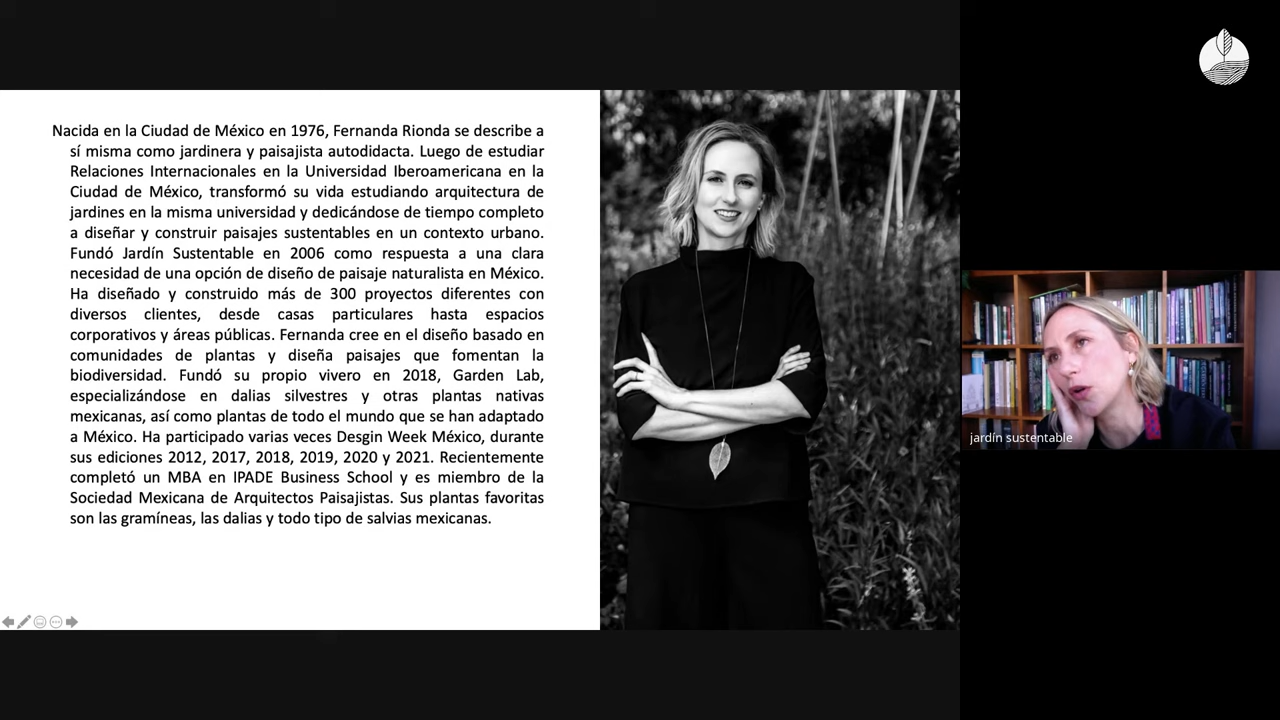 Nacida en la Ciudad de México en 1976, Fernanda Rionda se describe a
sí misma como jardinera y paisajista autodidacta. Luego de estudiar
Relaciones Internacionales en la Universidad Iberoamericana en la
Ciudad de México, transformó su vida estudiando arquitectura de
jardines en la misma universidad y dedicándose de tiempo completo
a diseñar y construir paisajes sustentables en un contexto urbano.
Fundó Jardín Sustentable en 2006 como respuesta a una clara
necesidad de una opción de diseño de paisaje naturalista en México.
Ha diseñado y construido más de 300 proyectos diferentes con
diversos clientes, desde casas particulares hasta espacios
corporativos y áreas públicas. Fernanda cree en el diseño basado en
comunidades de plantas y diseña paisajes que fomentan la
biodiversidad. Fundó su propio vivero en 2018, Garden Lab,
especializándose en dalias silvestres y otras plantas nativas
mexicanas, así como plantas de todo el mundo que se han adaptado
a México. Ha participado varias veces Desgin Week México, durante
sus ediciones 2012, 2017, 2018, 2019, 2020 y 2021. Recientemente
completó un MBA en IPADE Business School y es miembro de la
Sociedad Mexicana de Arquitectos Paisajistas. Sus plantas favoritas
son las gramíneas, las dalias y todo tipo de salvias mexicanas.
jardín sustentable